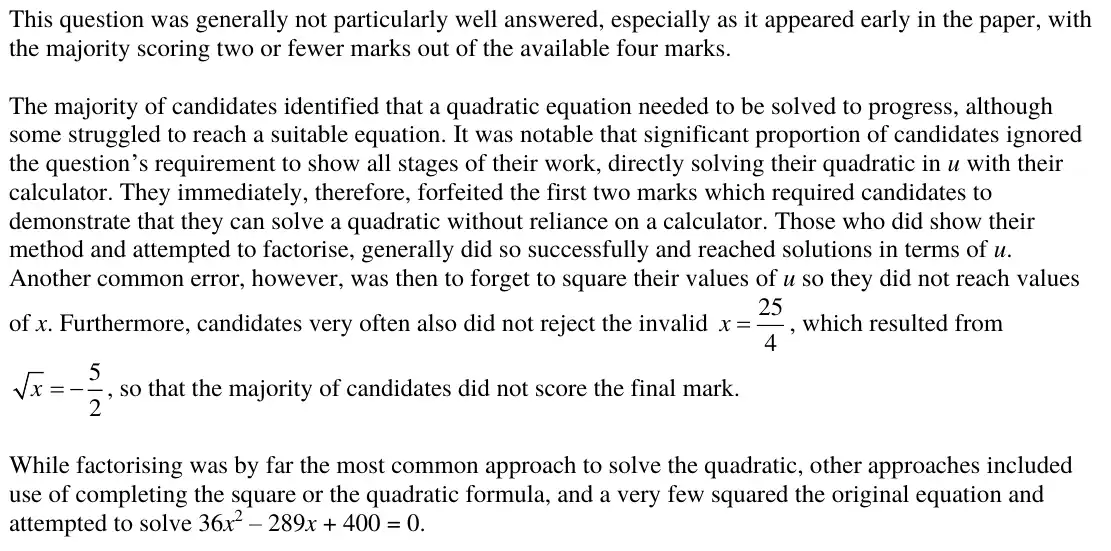 This question was generally not particularly well answered, especially as it appeared early in the paper, with
the majority scoring two or fewer marks out of the available four marks.
The majority of candidates identified that a quadratic equation needed to be solved to progress, although
some struggled to reach a suitable equation. It was notable that significant proportion of candidates ignored
the question’s requirement to show all stages of their work, directly solving their quadratic in u with their
calculator. They immediately, therefore, forfeited the first two marks which required candidates to
demonstrate that they can solve a quadratic without reliance on a calculator. Those who did show their
method and attempted to factorise, generally did so successfully and reached solutions in terms of u.
Another common error, however, was then to forget to square their values of u so they did not reach values
of x. Furthermore, candidates very often also did not reject the invalid x = 25/4, which resulted from
√x = −5/2, so that the majority of candidates did not score the final mark.
While factorising was by far the most common approach to solve the quadratic, other approaches included
use of completing the square or the quadratic formula, and a very few squared the original equation and
attempted to solve 36x² – 289x + 400 = 0.